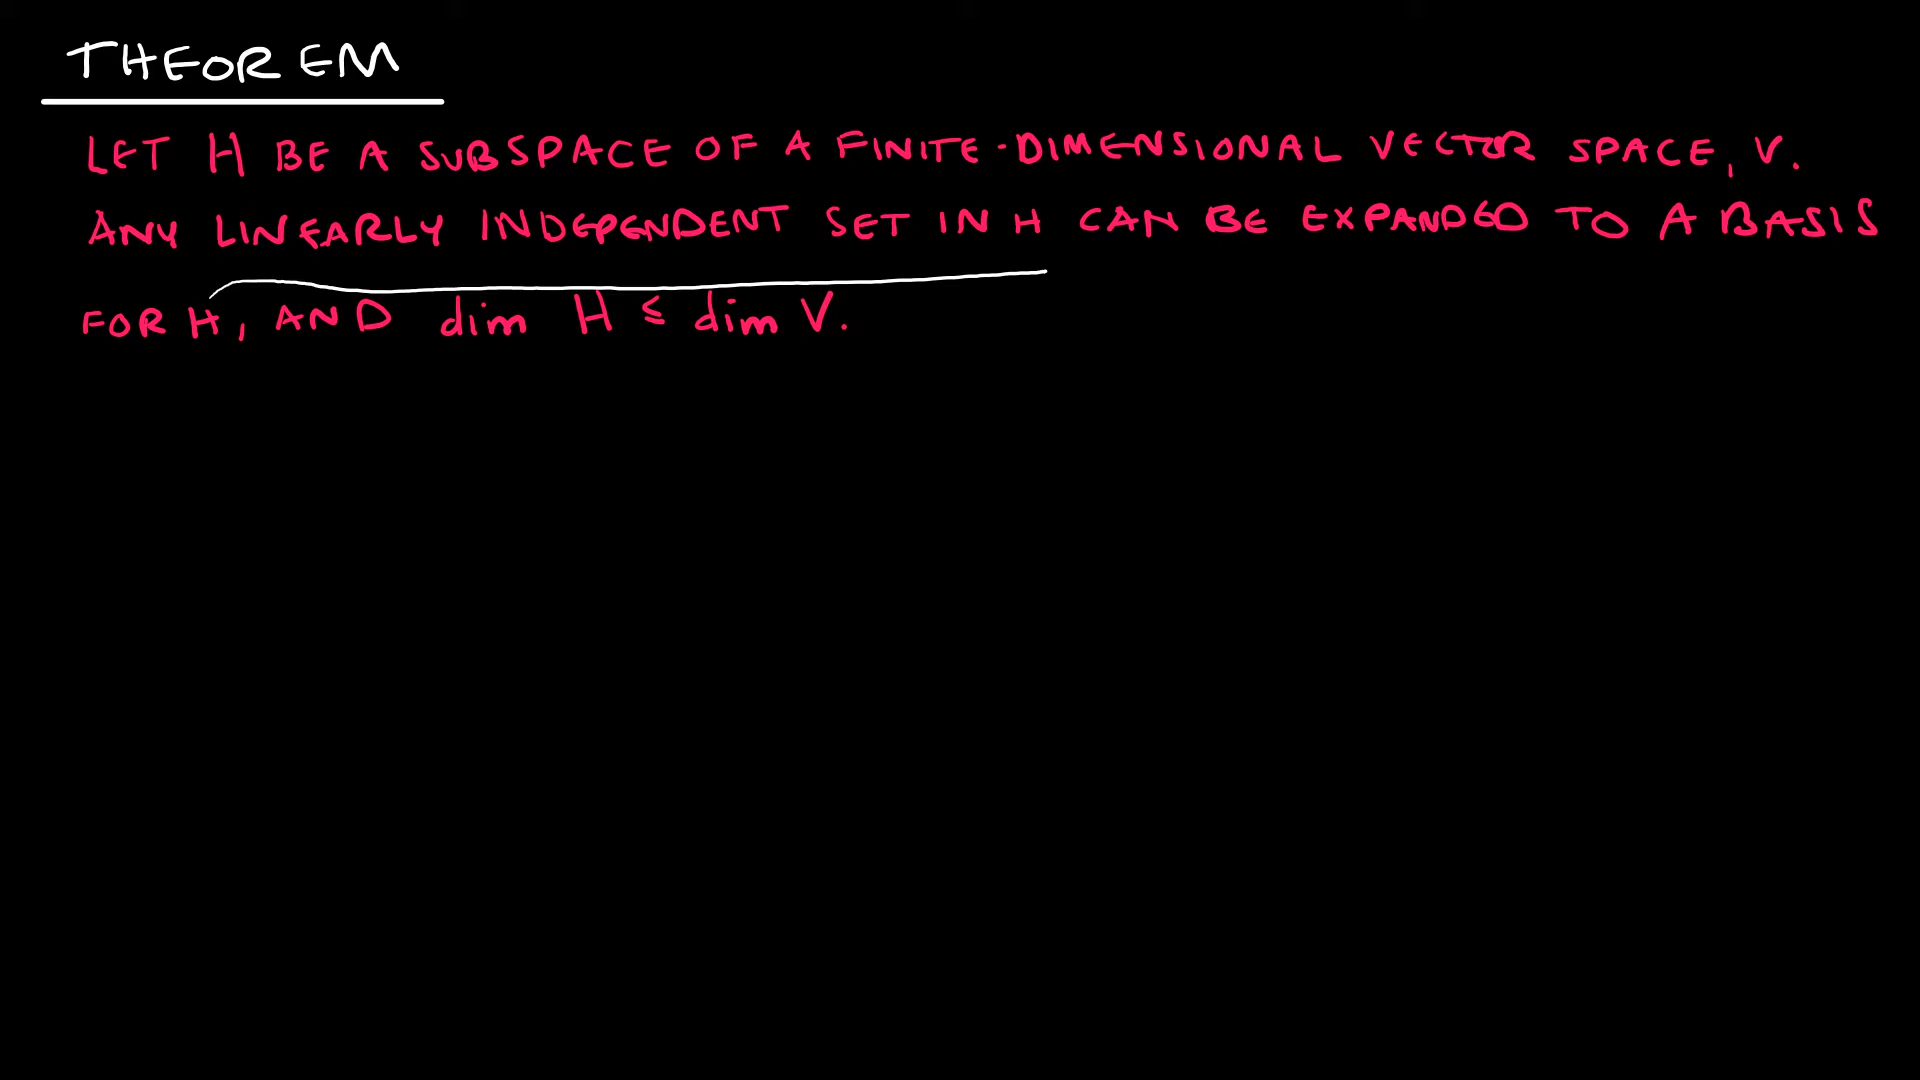 THEOREM
LET H BE A SUBSPACE OF A FINITE-DIMENSIONAL VECTOR SPACE, V.
ANY LINEARLY INDEPENDENT SET IN H CAN BE EXPANDED TO A BASIS
FOR H, AND dim H ≤ dim V.